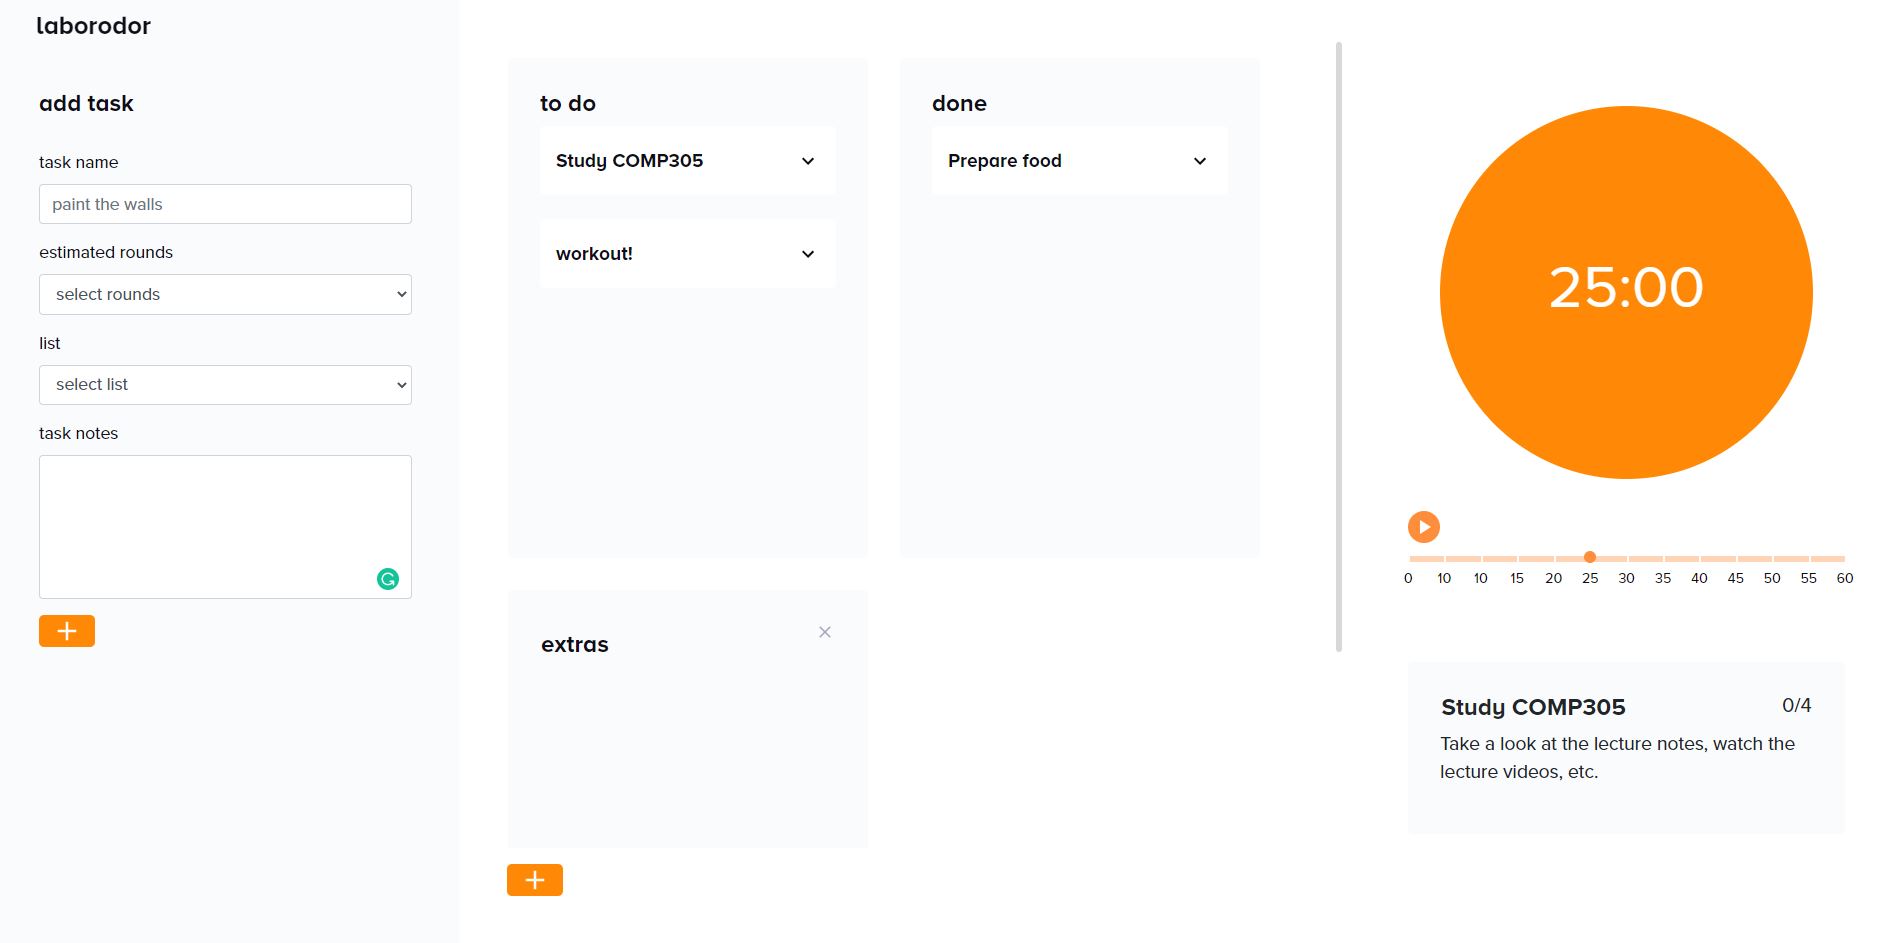 laborodor
add task
task name
paint the walls
estimated rounds
select rounds
list
select list
task notes
to do
Study COMP305
workout!
done
Prepare food
extras
25:00
0 10 10 15 20 25 30 35 40 45 50 55 60
Study COMP305 0/4
Take a look at the lecture notes, watch the
lecture videos, etc.